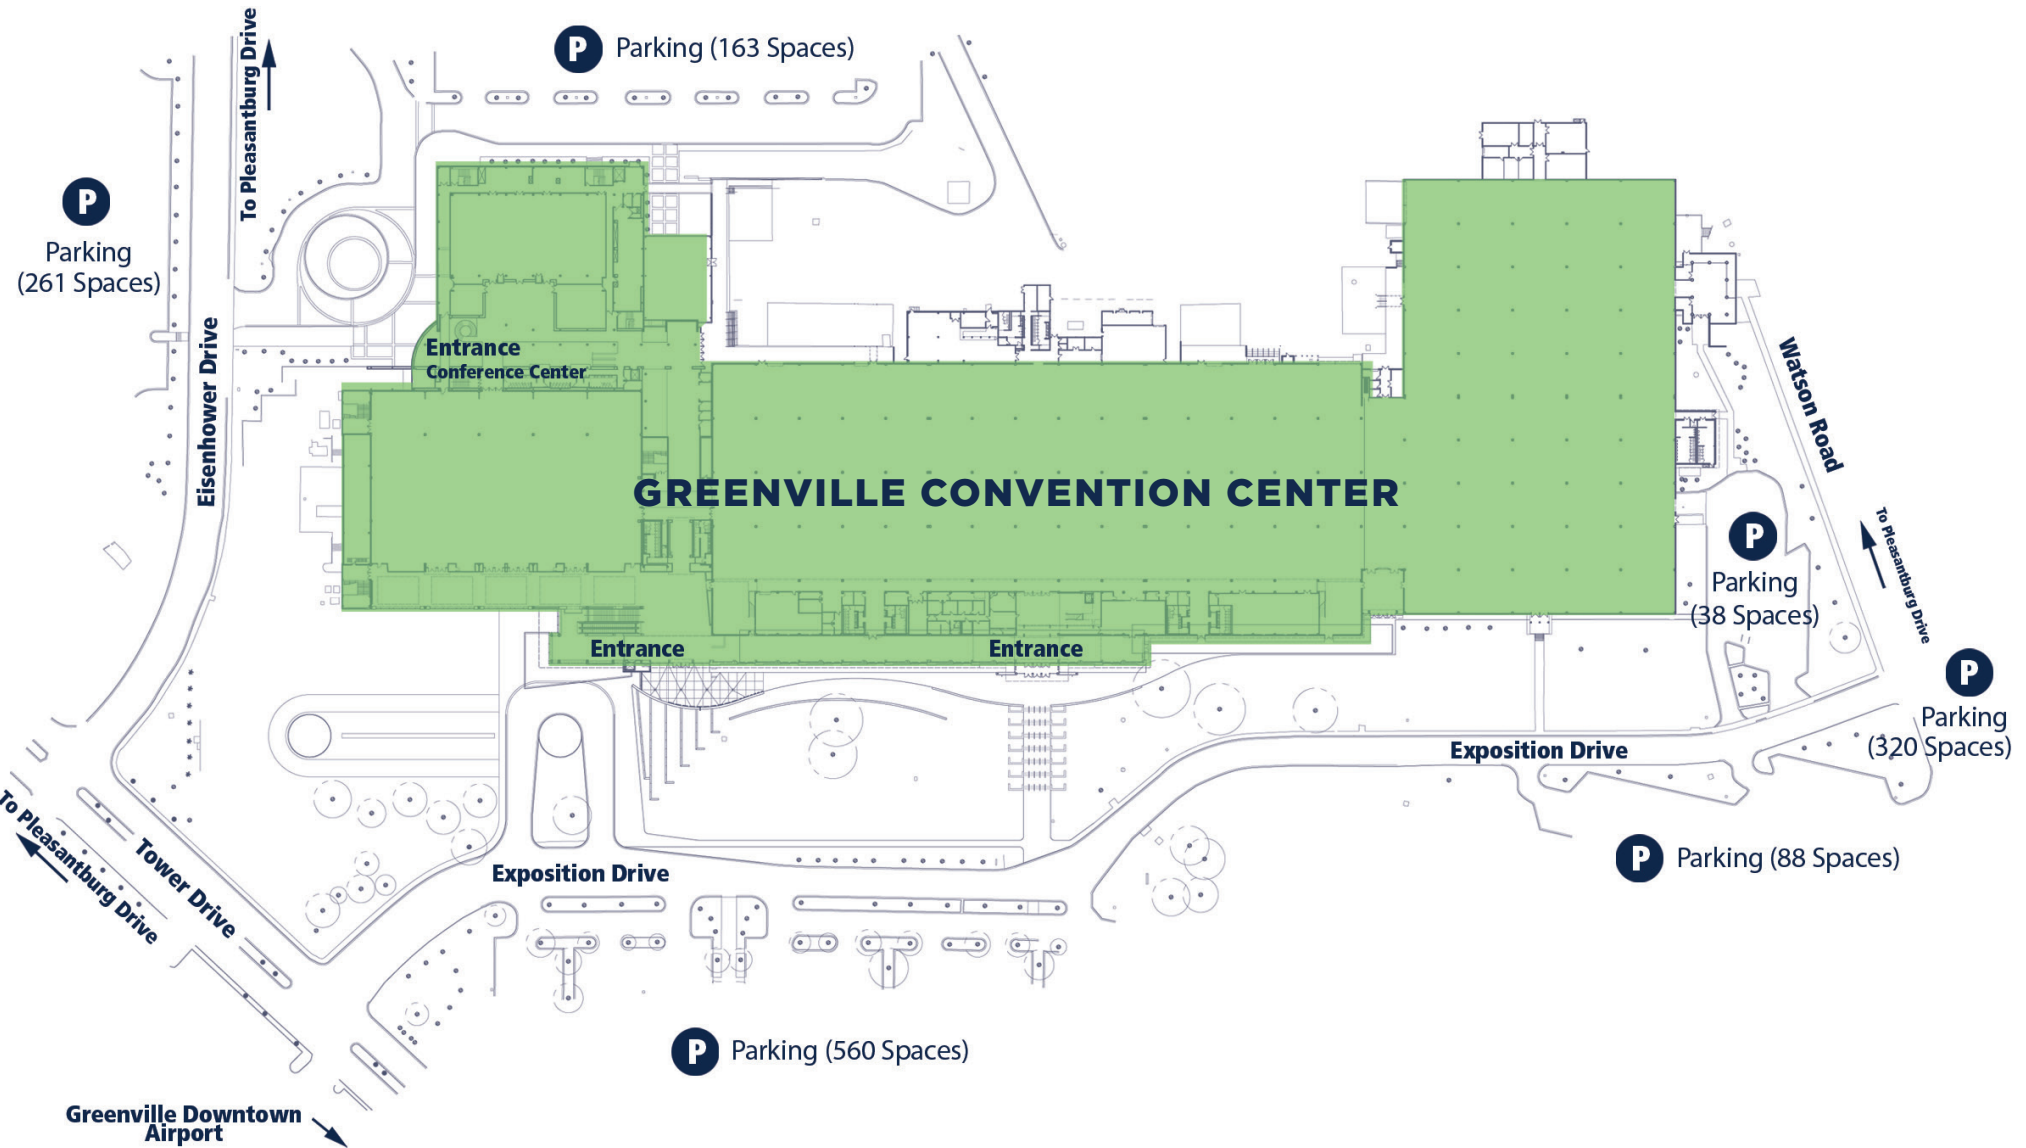 P Parking (163 Spaces)
To Pleasantburg Drive
P
Parking
(261 Spaces)
Eisenhower Drive
Entrance
Conference Center
Watson Road
GREENVILLE CONVENTION CENTER
To Pleasantburg Drive
P
Parking
(38 Spaces)
Entrance
Entrance
P
Parking
(320 Spaces)
Exposition Drive
To Pleasantburg Drive
Tower Drive
P Parking (88 Spaces)
Exposition Drive
P Parking (560 Spaces)
Greenville Downtown
Airport